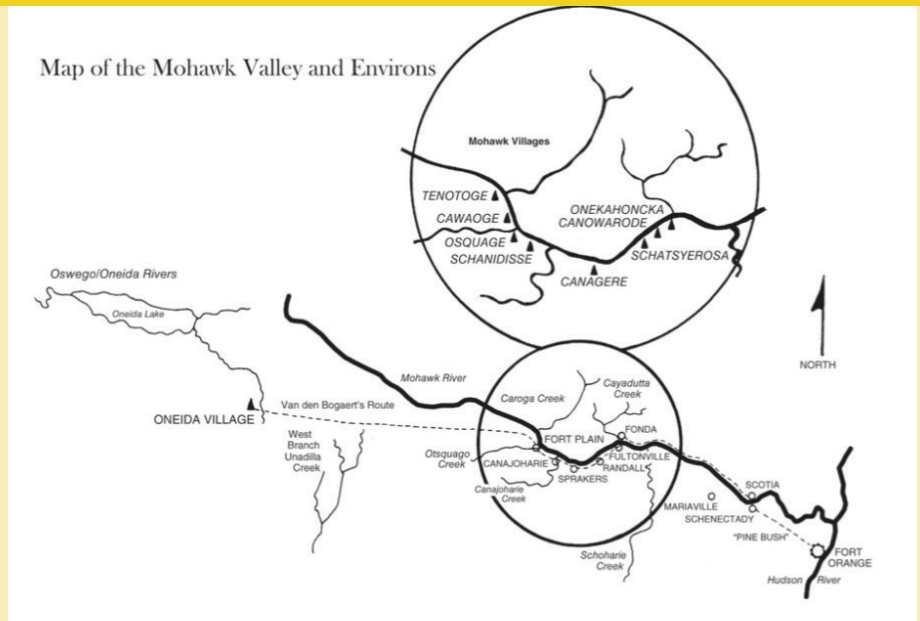 Map of the Mohawk Valley and Environs
Mohawk Villages
TENOTOGE
CAWAOGE
OSQUAGE
SCHANIDISSE
ONEKAHONCKA
CANOWARODE
SCHATSYEROSA
CANAGERE
Oswego/Oneida Rivers
Oneida Lake
NORTH
Mohawk River
ONEIDA VILLAGE
Van den Bogaert's Route
West
Branch
Unadilla
Creek
Caroga Creek
Cayadutta
Creek
FONDA
FORT PLAIN
Otsquago
Creek
CANAJOHARIE
FULTONVILLE
RANDALL
SPRAKERS
Canajoharie
Creek
Schoharie
Creek
SCOTIA
MARIAVILLE
SCHENECTADY
"PINE BUSH"
FORT
ORANGE
Hudson River